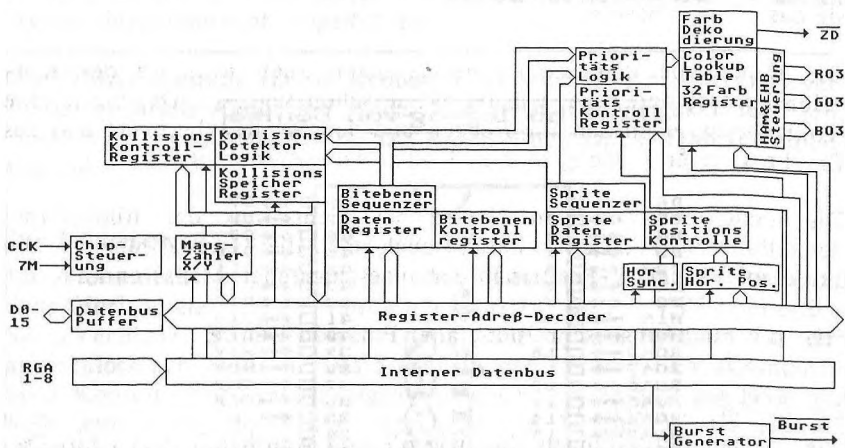 Farb
Deko
dierung
ZD
Priori-
täts
Logik
Color
Lookup
Table
32 Farb
Register
HAM&EHB
Steuerung
R03
G03
B03
Priori-
täts
Kontroll
Register
Kollisions
Kontroll-
Register
Kollisions
Detektor
Logik
Kollisions
Speicher
Register
Bitebenen
Sequenzer
Daten
Register
Bitebenen
Kontroll
register
Sprite
Sequenzer
Sprite
Daten
Register
Sprite
Positions
Kontrolle
CCK
7M
Chip-
Steuer-
ung
Maus-
Zähler
X/Y
Hor.
Sync.
Sprite
Hor. Pos.
D0-
15
Datenbus
Puffer
Register-Adreß-Decoder
RGA
1-8
Interner Datenbus
Burst
Generator
Burst